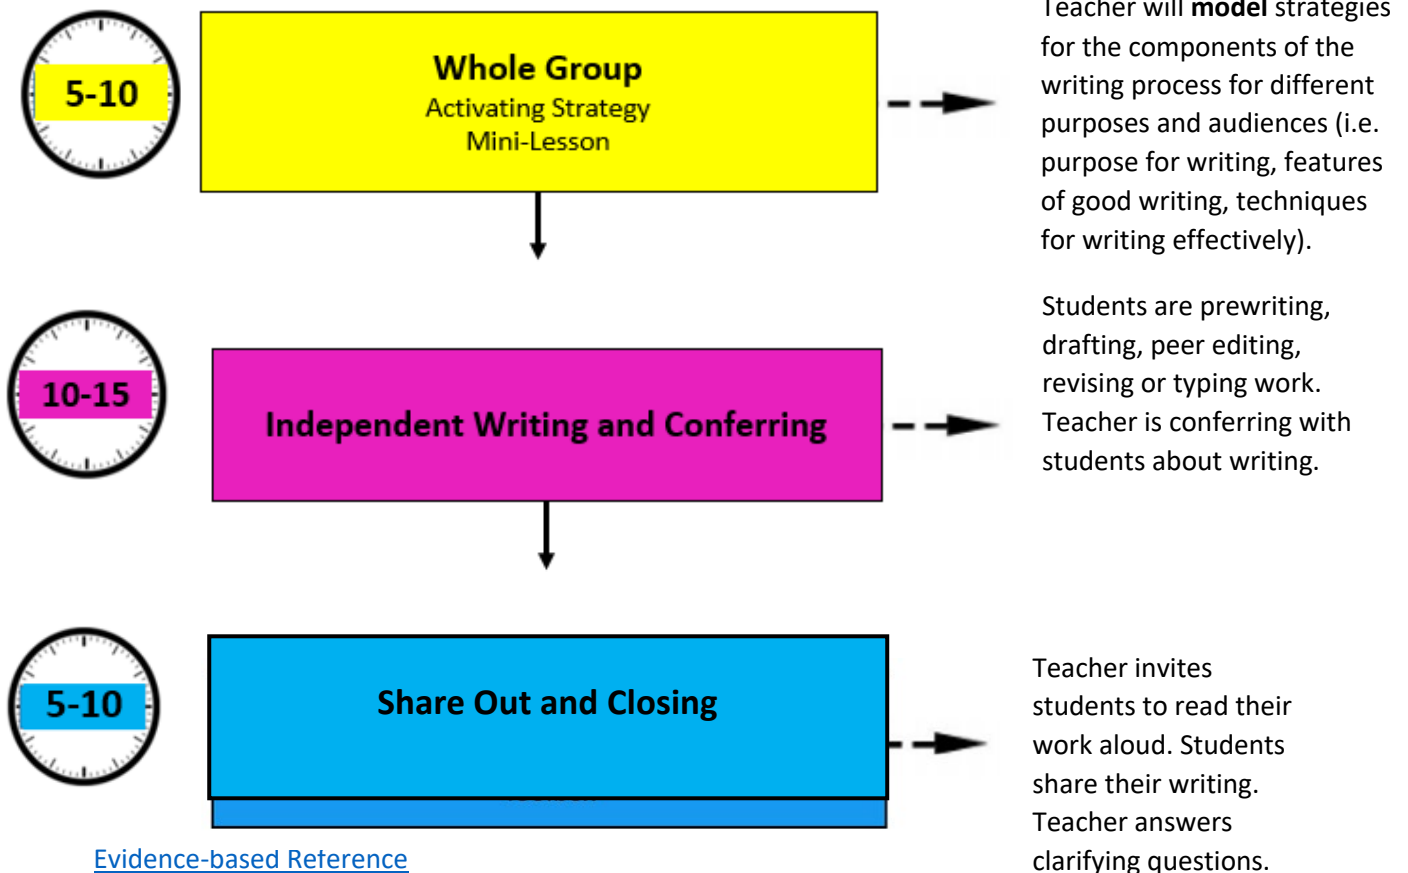 Teacher will model strategies
for the components of the
writing process for different
purposes and audiences (i.e.
purpose for writing, features
of good writing, techniques
for writing effectively).
5-10
Whole Group
Activating Strategy
Mini-Lesson
Students are prewriting,
drafting, peer editing,
revising or typing work.
Teacher is conferring with
students about writing.
10-15
Independent Writing and Conferring
Teacher invites
students to read their
work aloud. Students
share their writing.
Teacher answers
clarifying questions.
5-10
Share Out and Closing
Evidence-based Reterence